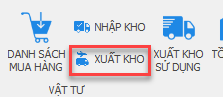 NHẬP KHO
DANH SÁCH
MUA HÀNG
XUẤT KHO
XUẤT KHO
SỬ DỤNG
VẬT TƯ